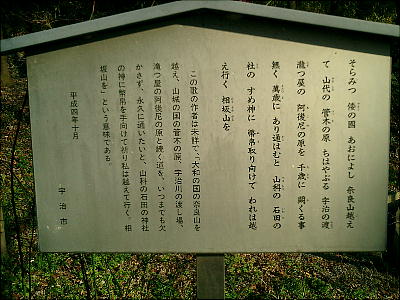 そらみつ 倭の國 あおによし 奈良山越え
て 山代の 菅木の原 ちはやぶる 宇治の渡
瀧つ屋の 阿後尼の原を 千歳に 闕くる事
無く 萬歳に あり通はむと 山科の 石田の
社の すめ神に 幣帛取り向けて われは越
え行く 相坂山を
この歌の作者は未詳で、「大和の国の奈良山を
越え、山城の国の菅木の原、宇治川の渡し場、
滝つ屋の阿後尼の原と続く道を、いつまでも欠
かさず、永久に通いたいと、山科の石田の神社
の神に幣帛を手向けて祈り私は越えて行く、相
坂山を」という意味である。
平成四年十月
宇治市